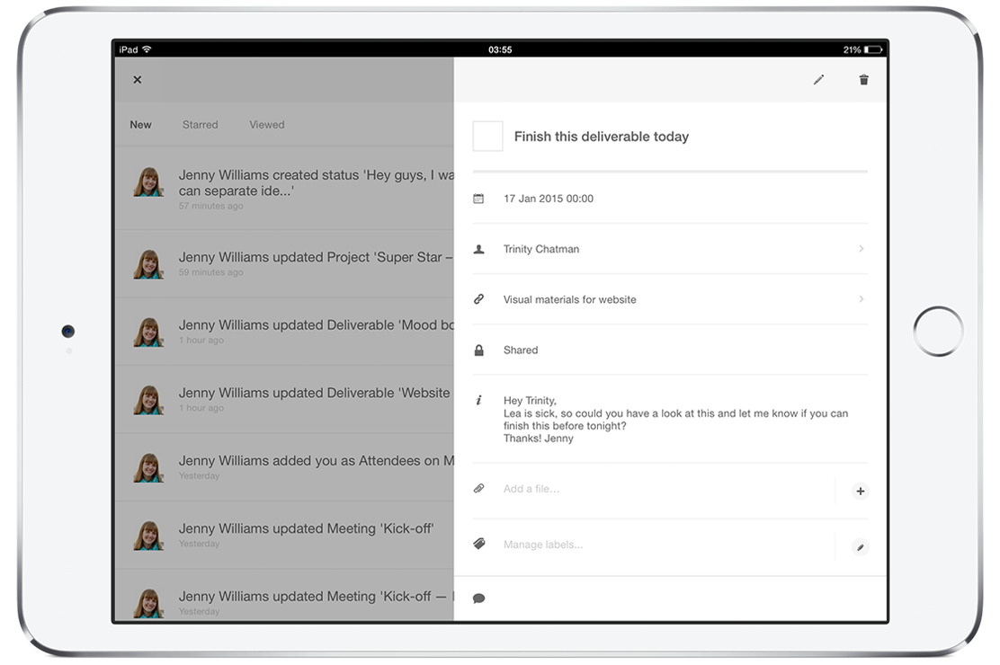 iPad
03:55
21%
New
Starred
Viewed
Jenny Williams created status 'Hey guys, I wa
can separate ide...'
57 minutes ago
Jenny Williams updated Project 'Super Star –
59 minutes ago
Jenny Williams updated Deliverable 'Mood bo
1 hour ago
Jenny Williams updated Deliverable 'Website
1 hour ago
Jenny Williams added you as Attendees on M
Yesterday
Jenny Williams updated Meeting 'Kick-off'
Yesterday
Jenny Williams updated Meeting 'Kick-off —
Yesterday
Finish this deliverable today
17 Jan 2015 00:00
Trinity Chatman
Visual materials for website
Shared
Hey Trinity,
Lea is sick, so could you have a look at this and let me know if you can
finish this before tonight?
Thanks! Jenny
Add a file...
Manage labels...